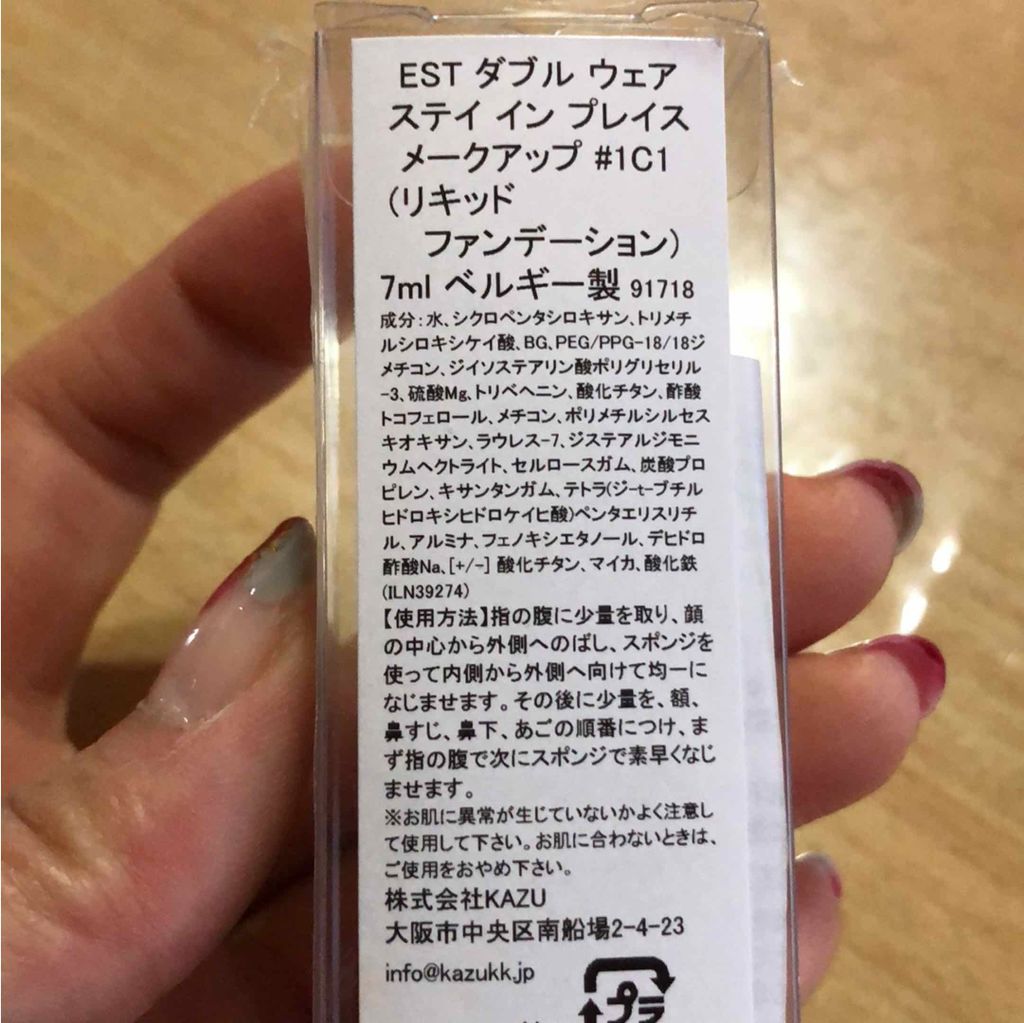 EST ダブル ウェア
ステイ イン プレイス
メークアップ #1C1
(リキッド
ファンデーション)
7ml ベルギー製 91718
成分:水、シクロペンタシロキサン、トリメチ
ルシロキシケイ酸、BG、PEG/PPG-18/18ジ
メチコン、ジイソステアリン酸ポリグリセリル
-3、硫酸Mg、トリベヘニン、酸化チタン、酢酸
トコフェロール、メチコン、ポリメチルシルセス
キオキサン、ラウレス-7、ジステアルジモニ
ウムヘクトライト、セルロースガム、炭酸プロ
ピレン、キサンタンガム、テトラ(ジ-t-ブチル
ヒドロキシヒドロケイヒ酸)ペンタエリスリチ
ル、アルミナ、フェノキシエタノール、デヒドロ
酢酸Na、[+/-] 酸化チタン、マイカ、酸化鉄
(ILN39274)
【使用方法】指の腹に少量を取り、顔
の中心から外側へのばし、スポンジを
使って内側から外側へ向けて均一に
なじませます。その後に少量を、額、
鼻すじ、鼻下、あごの順番につけ、ま
ず指の腹で次にスポンジで素早くなじ
ませます。
※お肌に異常が生じていないかよく注意し
て使用して下さい。お肌に合わないときは、
ご使用をおやめ下さい。
株式会社KAZU
大阪市中央区南船場2-4-23
info@kazukk.jp
プラ